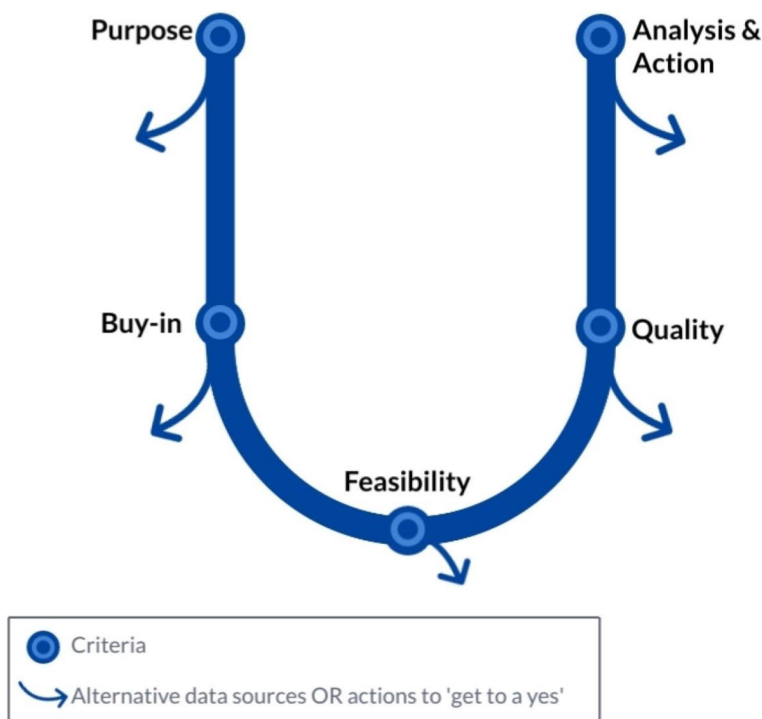 Purpose
Analysis &
Action
Buy-in
Quality
Feasibility
Criteria
Alternative data sources OR actions to 'get to a yes'